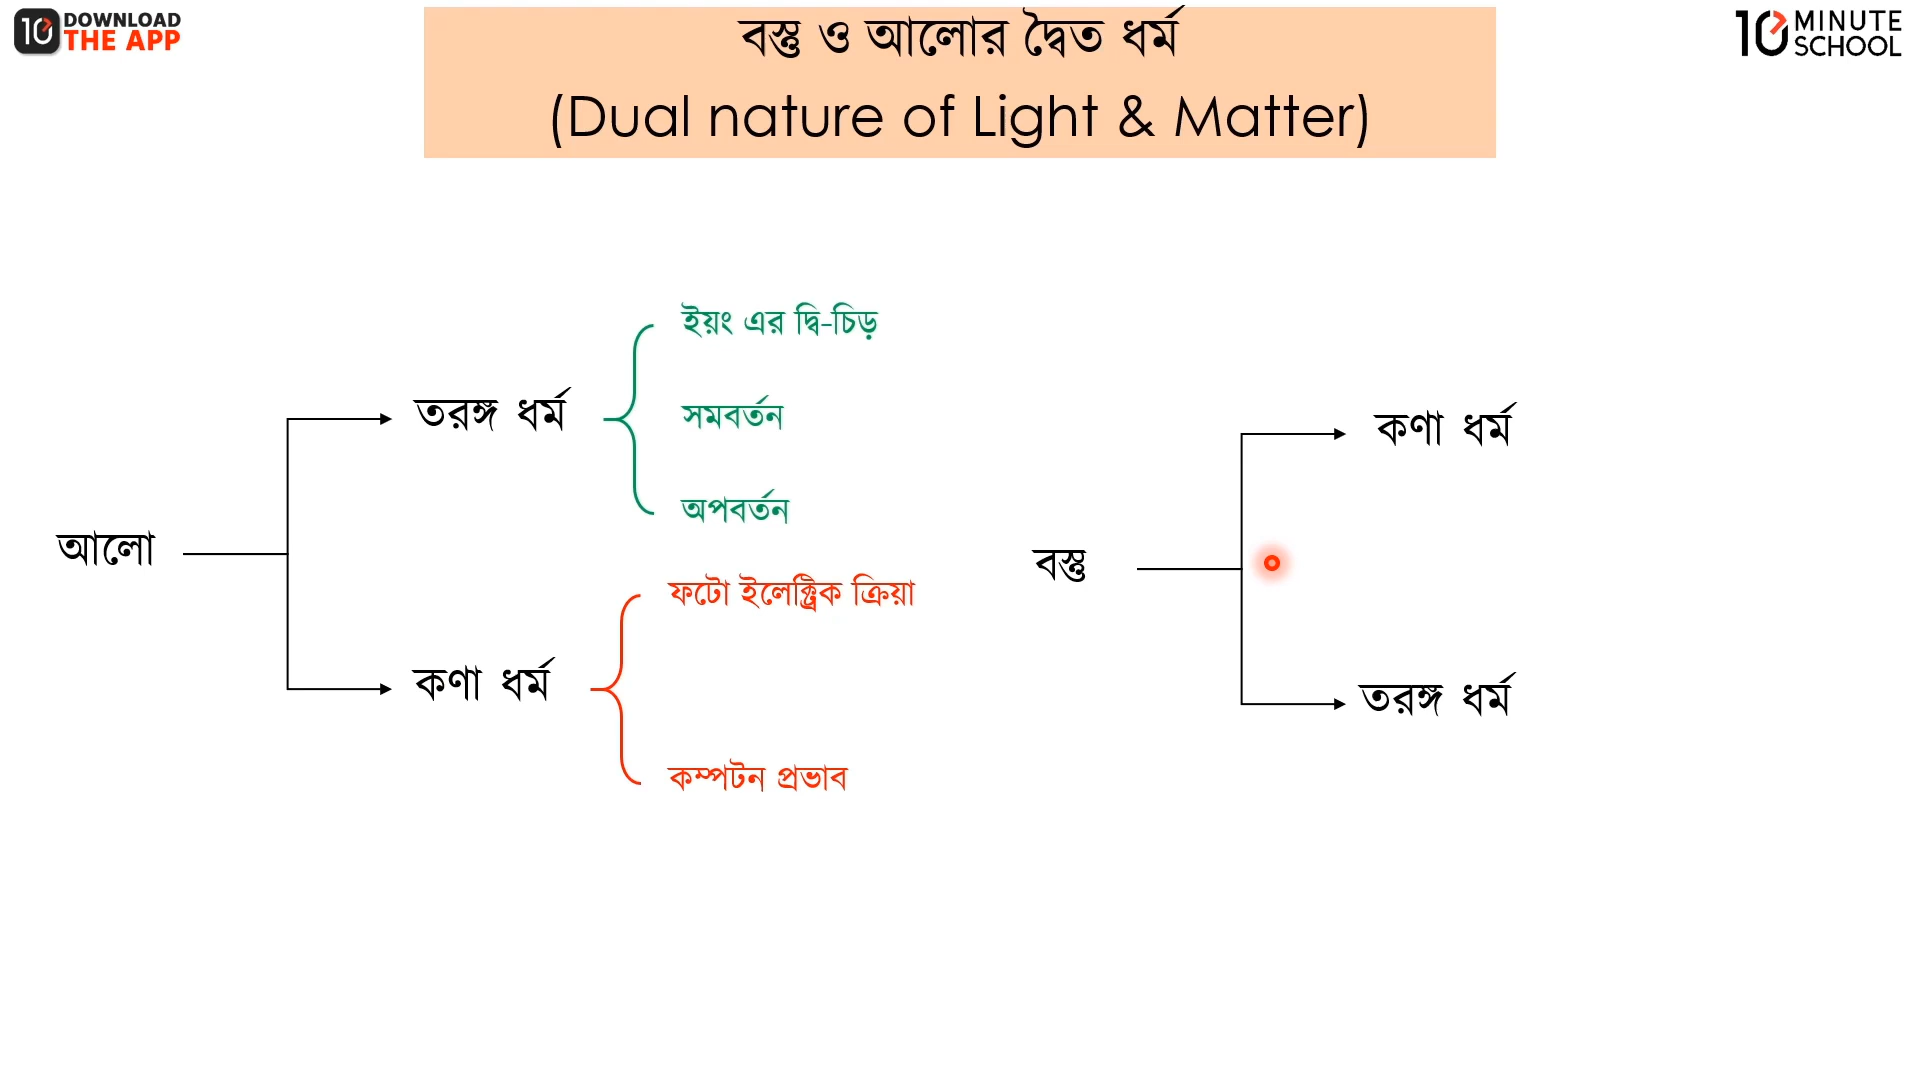 DOWNLOAD
THE APP
10 MINUTE
SCHOOL
বস্তু ও আলোর দ্বৈত ধর্ম
(Dual nature of Light & Matter)
আলো
তরঙ্গ ধর্ম
ইয়ং এর দ্বি-চিড়
সমবর্তন
অপবর্তন
কণা ধর্ম
ফটো ইলেক্ট্রিক ক্রিয়া
কম্পটন প্রভাব
বস্তু
কণা ধর্ম
তরঙ্গ ধর্ম